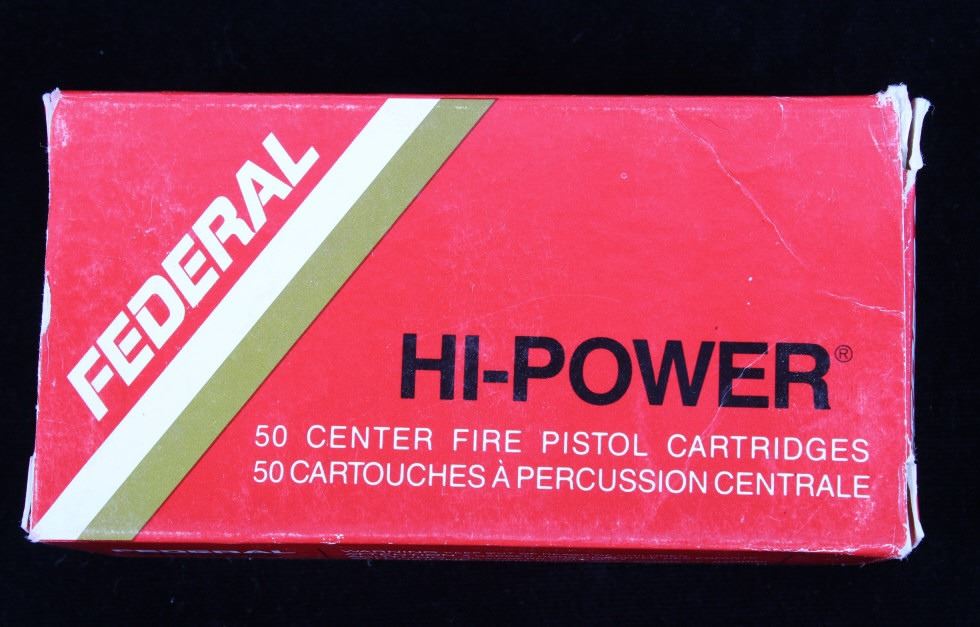 FEDERAL
HI-POWER®
50 CENTER FIRE PISTOL CARTRIDGES
50 CARTOUCHES À PERCUSSION CENTRALE
FEDERAL